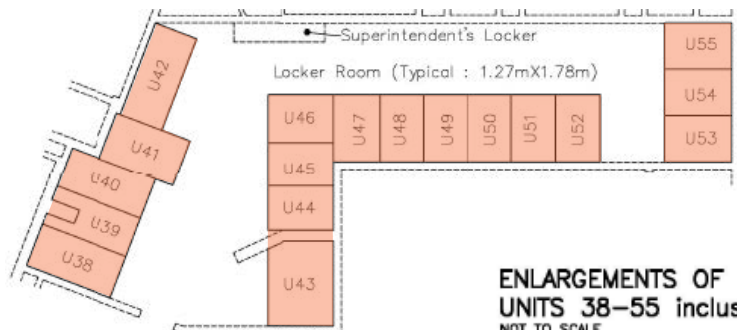 Superintendent's Locker
Locker Room (Typical : 1.27mX1.78m)
U42
U41
U40
U39
U38
U46
U45
U44
U43
U47
U48
U49
U50
U51
U52
U55
U54
U53
ENLARGEMENTS OF
UNITS 38-55 inclus
NOT TO SCALE